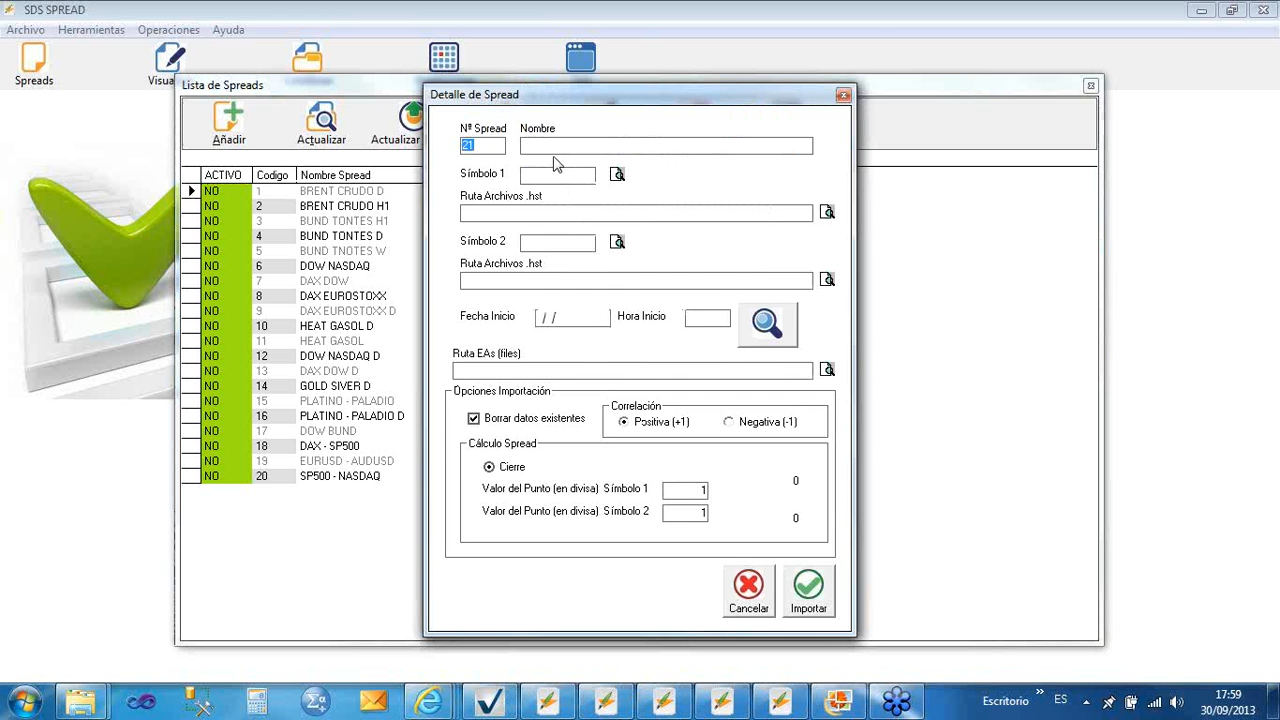 SDS SPREAD
Archivo Herramientas Operaciones Ayuda
Spreads
Lista de Spreads
Añadir Actualizar
ACTIVO Codigo Nombre Spread
NO 1 BRENT CRUDO D
NO 2 BRENT CRUDO H1
NO 3 BUND TONTES H1
NO 4 BUND TONTES D
NO 5 BUND TNOTES W
NO 6 DOW NASDAQ
NO 7 DAX DOW
NO 8 DAX EUROSTOXX
NO 9 DAX EUROSTOXX D
NO 10 HEAT GASOL D
NO 11 HEAT GASOL
NO 12 DOW NASDAQ D
NO 13 DAX DOW D
NO 14 GOLD SIVER D
NO 15 PLATINO - PALADIO
NO 16 PLATINO - PALADIO D
NO 17 DOW BUND
NO 18 DAX - SP500
NO 19 EURUSD - AUDUSD
NO 20 SP500 - NASDAQ
Detalle de Spread
Nº Spread Nombre
21
Símbolo 1
Ruta Archivos .hst
Símbolo 2
Ruta Archivos .hst
Fecha Inicio / / Hora Inicio
Ruta EAs (files)
Opciones Importación
Borrar datos existentes
Correlación
Positiva (+1) Negativa (-1)
Cálculo Spread
Cierre
Valor del Punto (en divisa) Símbolo 1 1 0
Valor del Punto (en divisa) Símbolo 2 1 0
Cancelar Importar
Escritorio » ES
17:59
30/09/2013